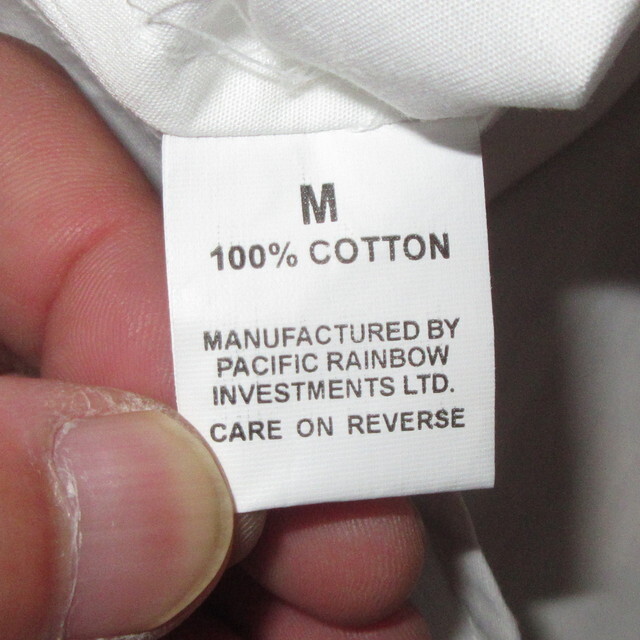 M
100% COTTON
MANUFACTURED BY
PACIFIC RAINBOW
INVESTMENTS LTD.
CARE ON REVERSE